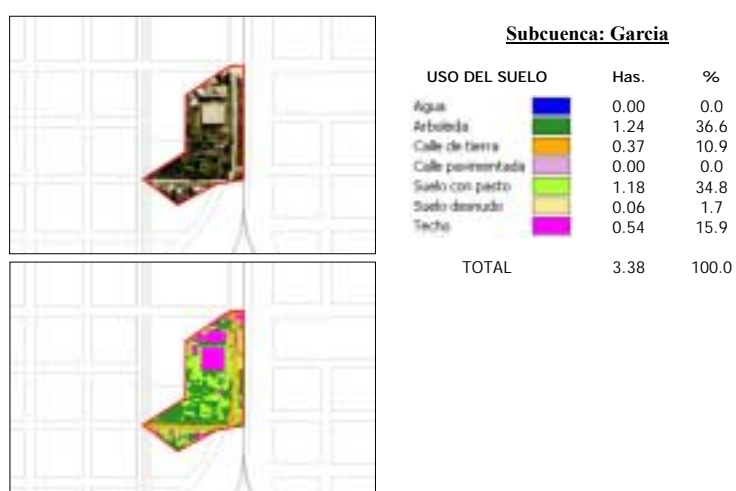 Subcuenca: Garcia
USO DEL SUELO Has. %
Agua 0.00 0.0
Arboleda 1.24 36.6
Calle de tierra 0.37 10.9
Calle pavimentada 0.00 0.0
Suelo con pasto 1.18 34.8
Suelo desnudo 0.06 1.7
Techo 0.54 15.9
TOTAL 3.38 100.0